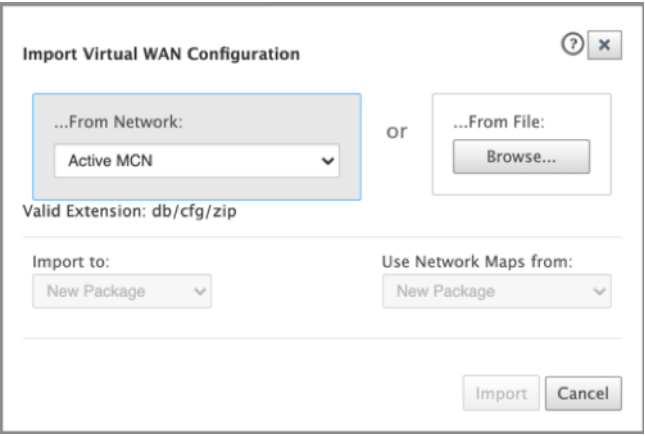 Import Virtual WAN Configuration
?
x
...From Network:
Active MCN
or
...From File:
Browse...
Valid Extension: db/cfg/zip
Import to:
New Package
Use Network Maps from:
New Package
Import
Cancel